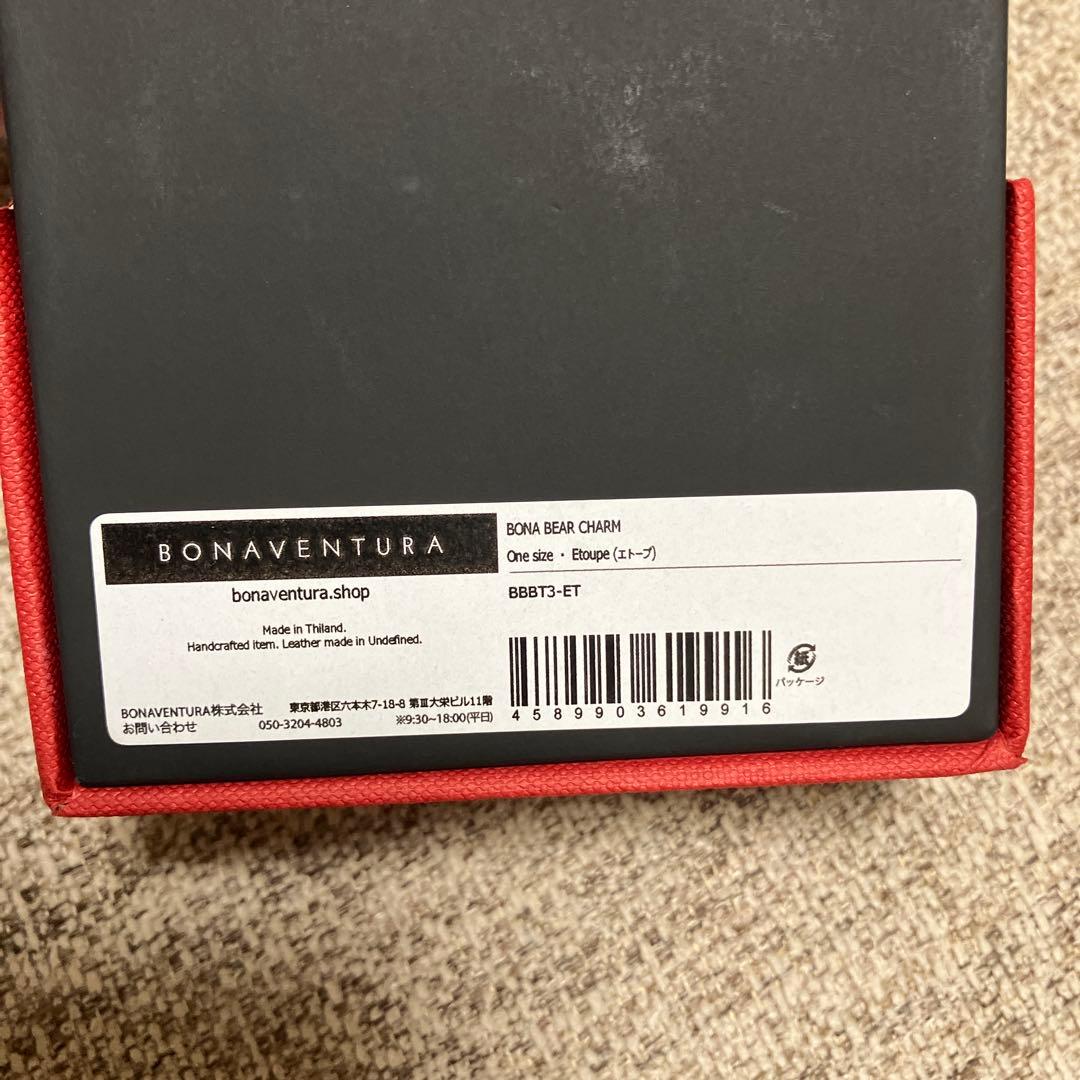 BONAVENTURA
bonaventura.shop
Made in Thiland.
Handcrafted item. Leather made in Undefined.
BONAVENTURA株式会社 東京都港区六本木7-18-8 第Ⅲ大栄ビル11階
お問い合わせ 050-3204-4803 ※9:30~18:00(平日)
BONA BEAR CHARM
One size ・ Etoupe (エトープ)
BBBT3-ET
4589903619916
紙
パッケージ